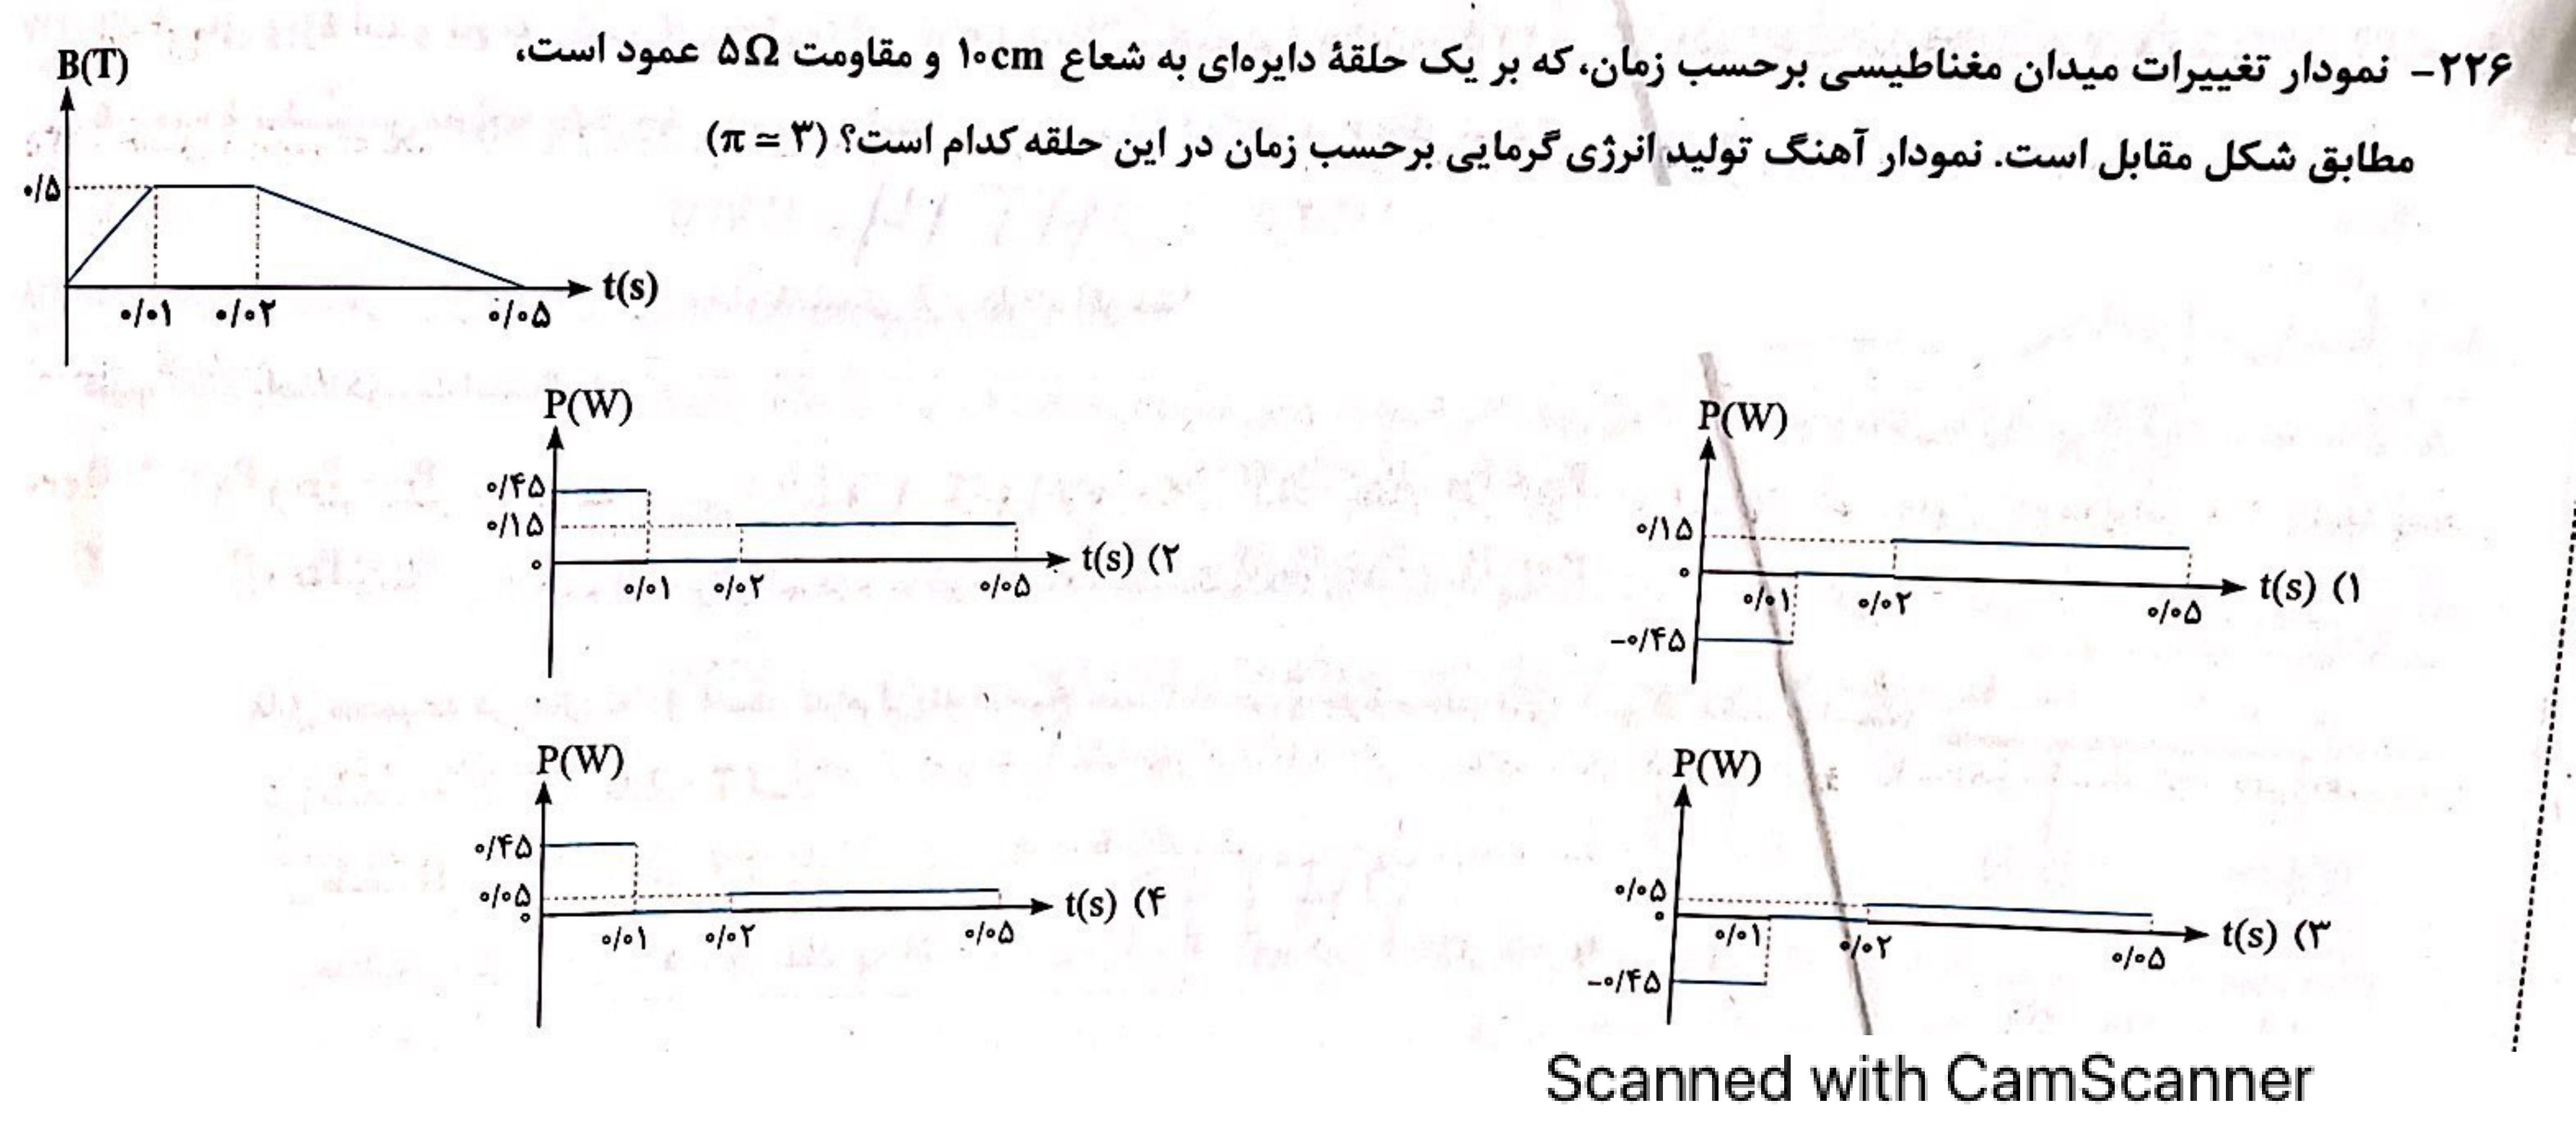 ۲۲۶- نمودار تغییرات میدان مغناطیسی برحسب زمان، که بر یک حلقهٔ دایره‌ای به شعاع ۱۰cm و مقاومت ۵Ω عمود است،
مطابق شکل مقابل است. نمودار آهنگ تولید انرژی گرمایی برحسب زمان در این حلقه کدام است؟ (π ≃ ۳)
B(T)
۰/۵
t(s)
۰/۰۱ ۰/۰۲ ۰/۰۵
P(W)
۰/۱۵
۰
-۰/۴۵
۰/۰۱ ۰/۰۲ ۰/۰۵
t(s) (۱
P(W)
۰/۴۵
۰/۱۵
۰
۰/۰۱ ۰/۰۲ ۰/۰۵
t(s) (۲
P(W)
۰/۰۵
۰
-۰/۴۵
۰/۰۱ ۰/۰۲ ۰/۰۵
t(s) (۳
P(W)
۰/۴۵
۰/۰۵
۰
۰/۰۱ ۰/۰۲ ۰/۰۵
t(s) (۴
Scanned with CamScanner